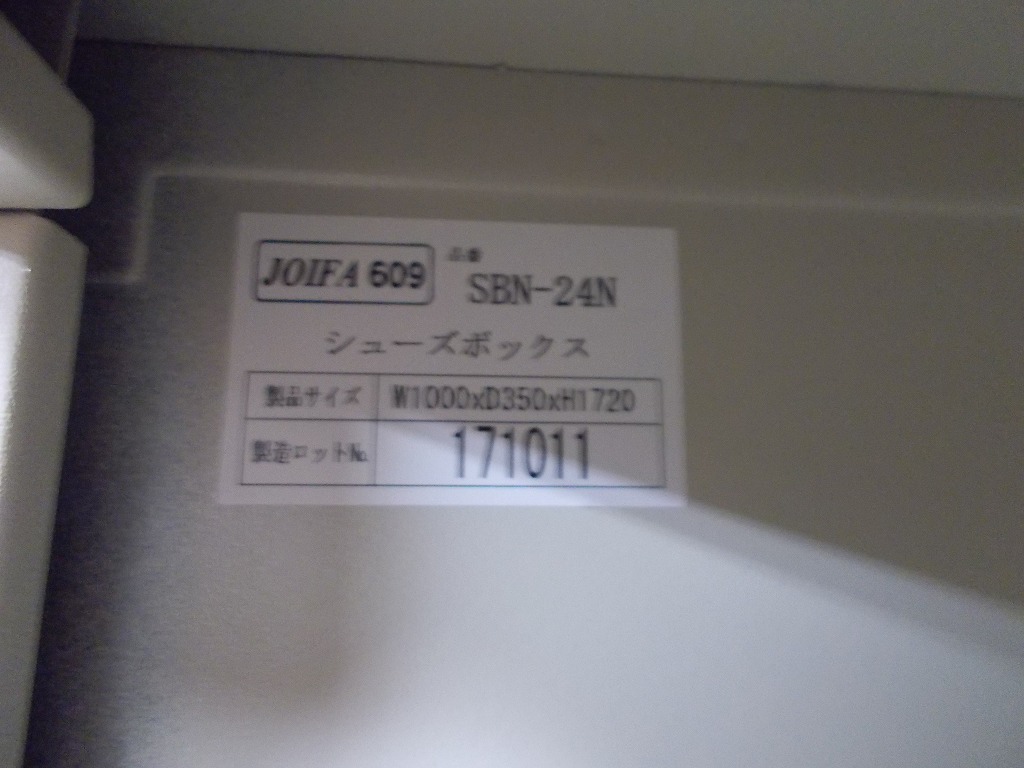 JOIFA 609
品番
SBN-24N
シューズボックス
製品サイズ W1000xD350xH1720
製造ロットNo. 171011